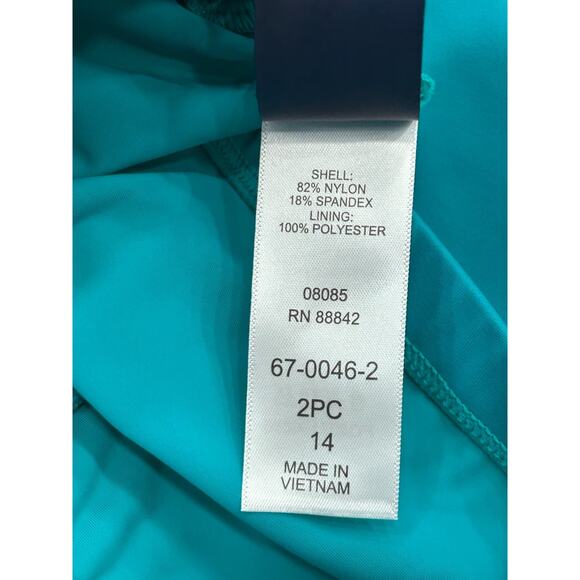 SHELL:
82% NYLON
18% SPANDEX
LINING:
100% POLYESTER
08085
RN 88842
67-0046-2
2PC
14
MADE IN
VIETNAM